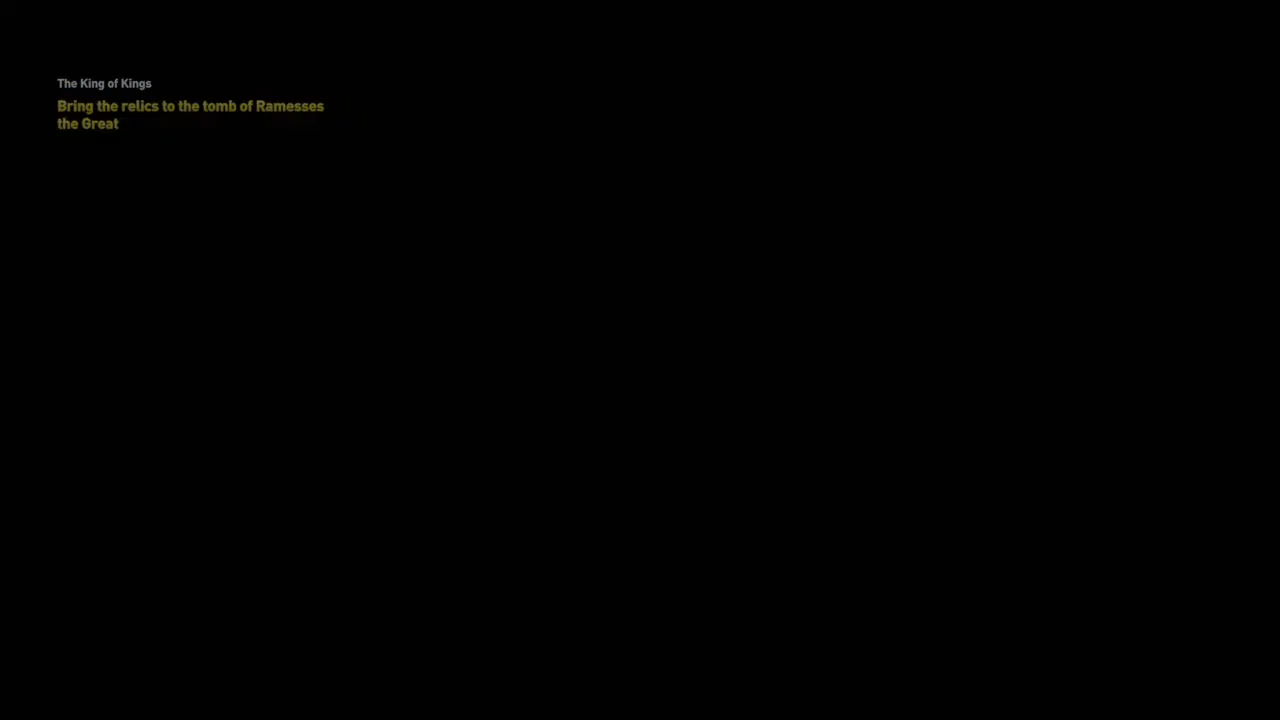 The King of Kings
Bring the relics to the tomb of Ramesses
the Great